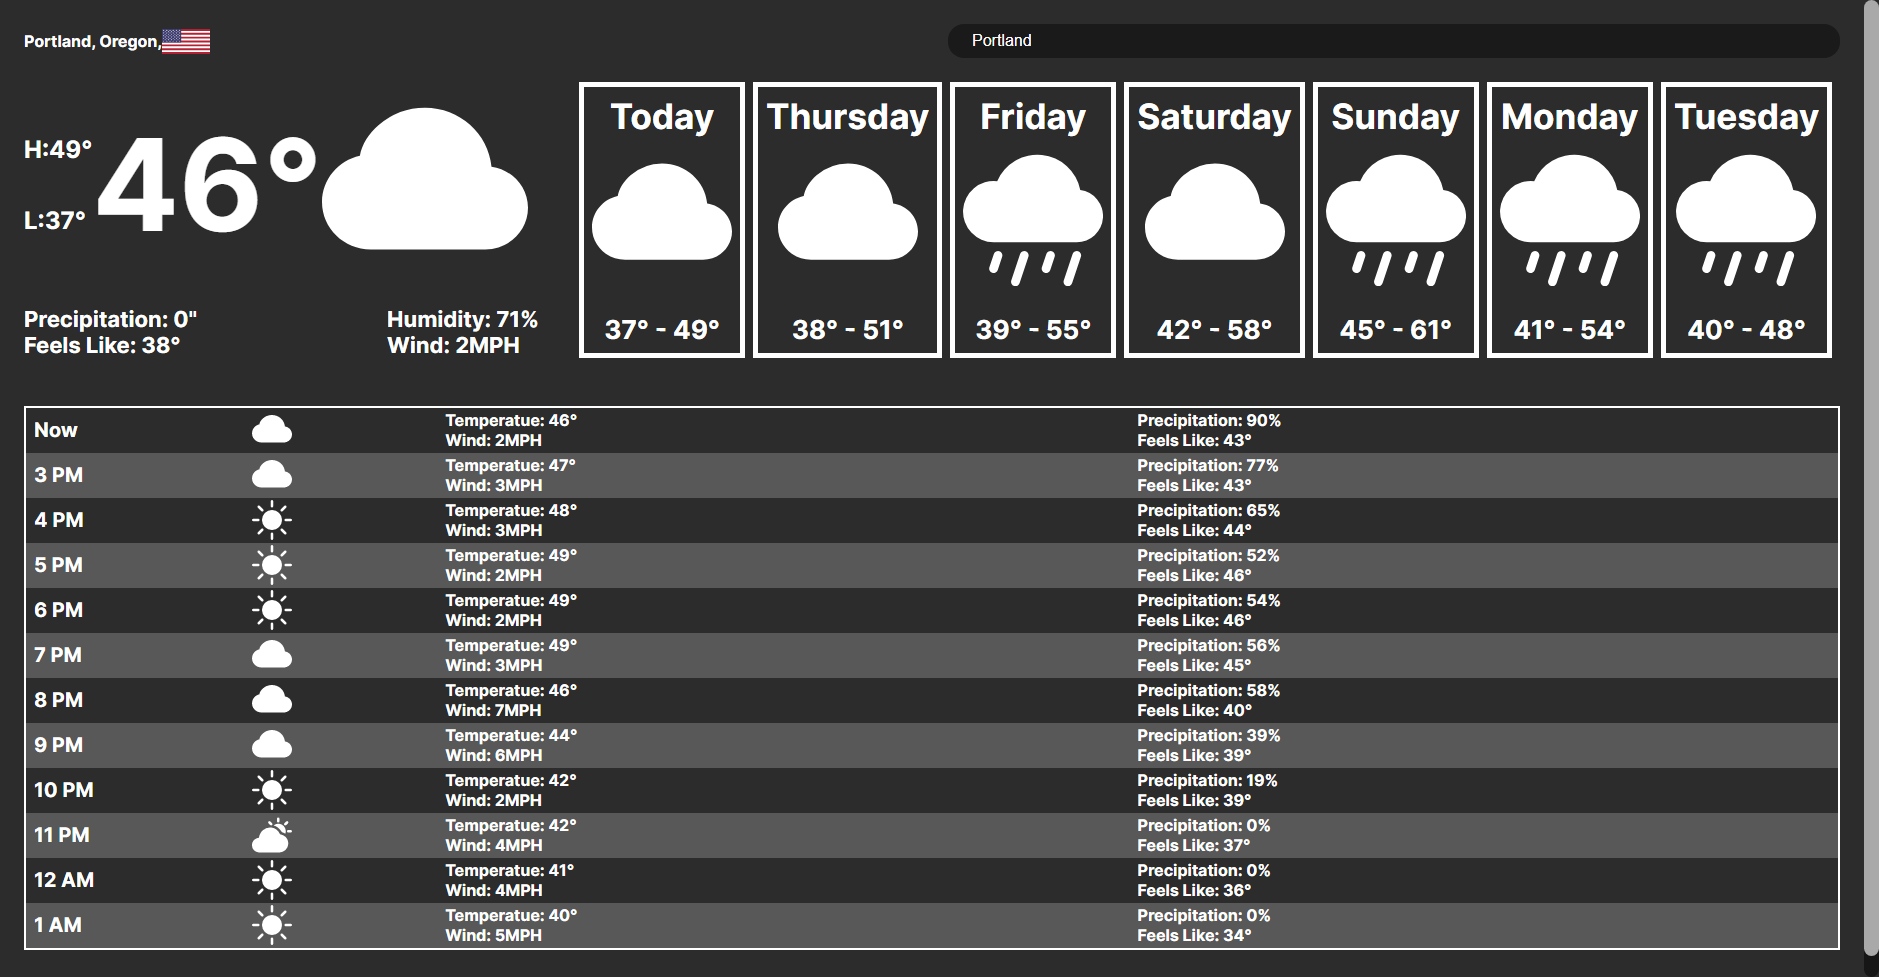 Portland, Oregon,
Portland
H:49°
L:37°
46°
Precipitation: 0"
Feels Like: 38°
Humidity: 71%
Wind: 2MPH
Today
37° - 49°
Thursday
38° - 51°
Friday
39° - 55°
Saturday
42° - 58°
Sunday
45° - 61°
Monday
41° - 54°
Tuesday
40° - 48°
Now
Temperatue: 46°
Wind: 2MPH
Precipitation: 90%
Feels Like: 43°
3 PM
Temperatue: 47°
Wind: 3MPH
Precipitation: 77%
Feels Like: 43°
4 PM
Temperatue: 48°
Wind: 3MPH
Precipitation: 65%
Feels Like: 44°
5 PM
Temperatue: 49°
Wind: 2MPH
Precipitation: 52%
Feels Like: 46°
6 PM
Temperatue: 49°
Wind: 2MPH
Precipitation: 54%
Feels Like: 46°
7 PM
Temperatue: 49°
Wind: 3MPH
Precipitation: 56%
Feels Like: 45°
8 PM
Temperatue: 46°
Wind: 7MPH
Precipitation: 58%
Feels Like: 40°
9 PM
Temperatue: 44°
Wind: 6MPH
Precipitation: 39%
Feels Like: 39°
10 PM
Temperatue: 42°
Wind: 2MPH
Precipitation: 19%
Feels Like: 39°
11 PM
Temperatue: 42°
Wind: 4MPH
Precipitation: 0%
Feels Like: 37°
12 AM
Temperatue: 41°
Wind: 4MPH
Precipitation: 0%
Feels Like: 36°
1 AM
Temperatue: 40°
Wind: 5MPH
Precipitation: 0%
Feels Like: 34°